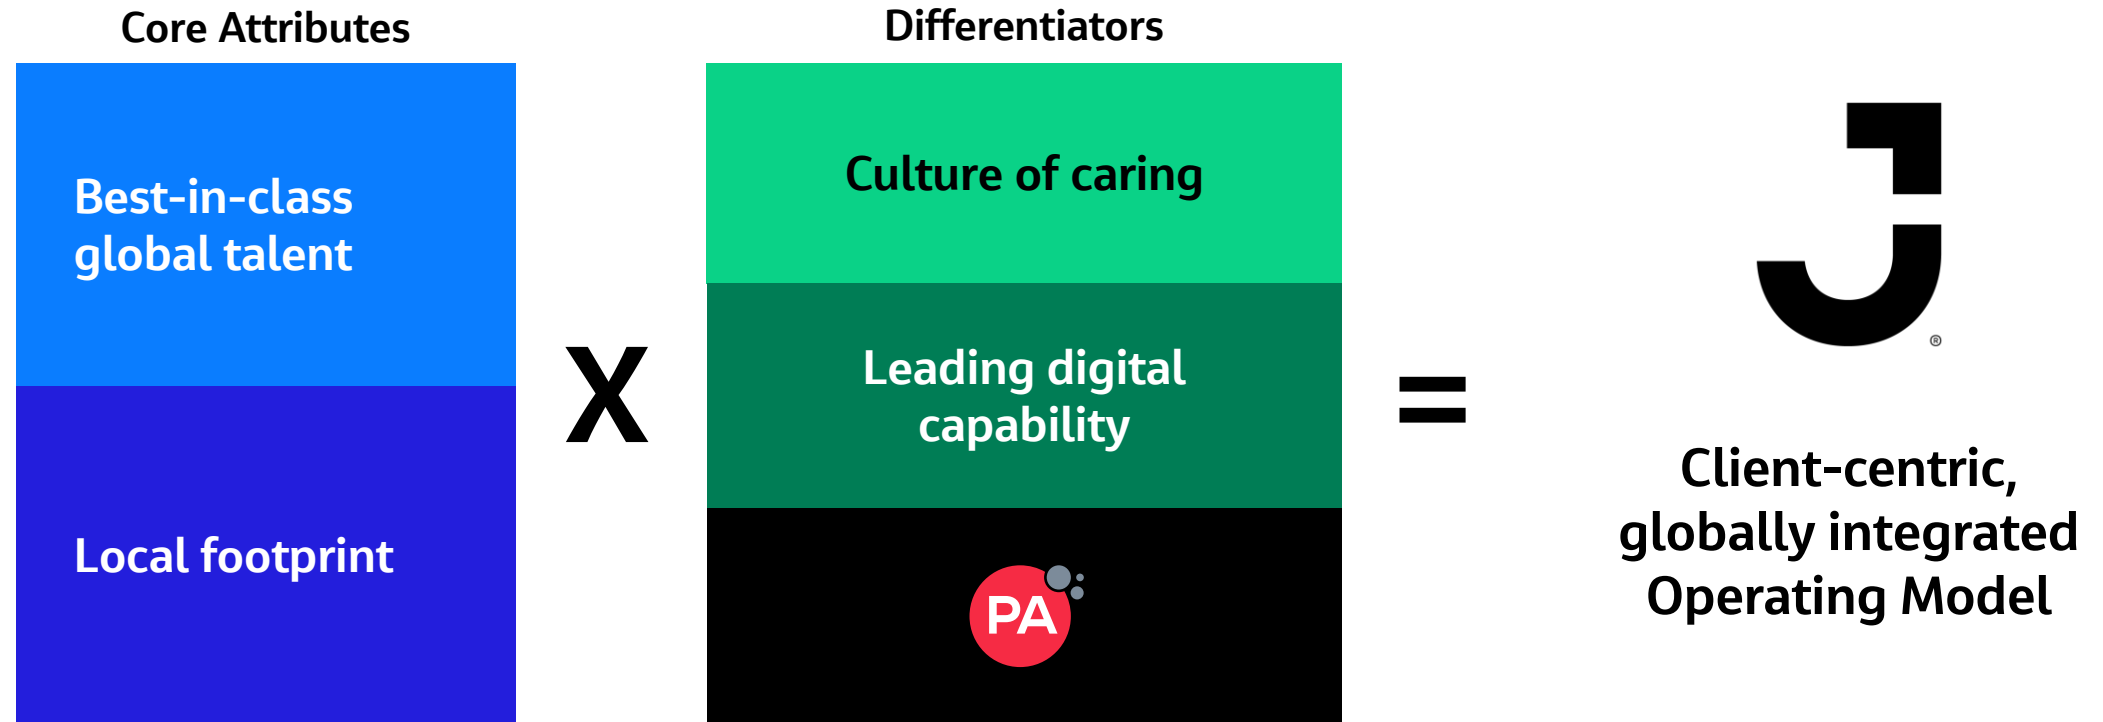 Core Attributes
Best-in-class
global talent
Local footprint
X
Differentiators
Culture of caring
Leading digital
capability
PA
=
J
®
Client-centric,
globally integrated
Operating Model